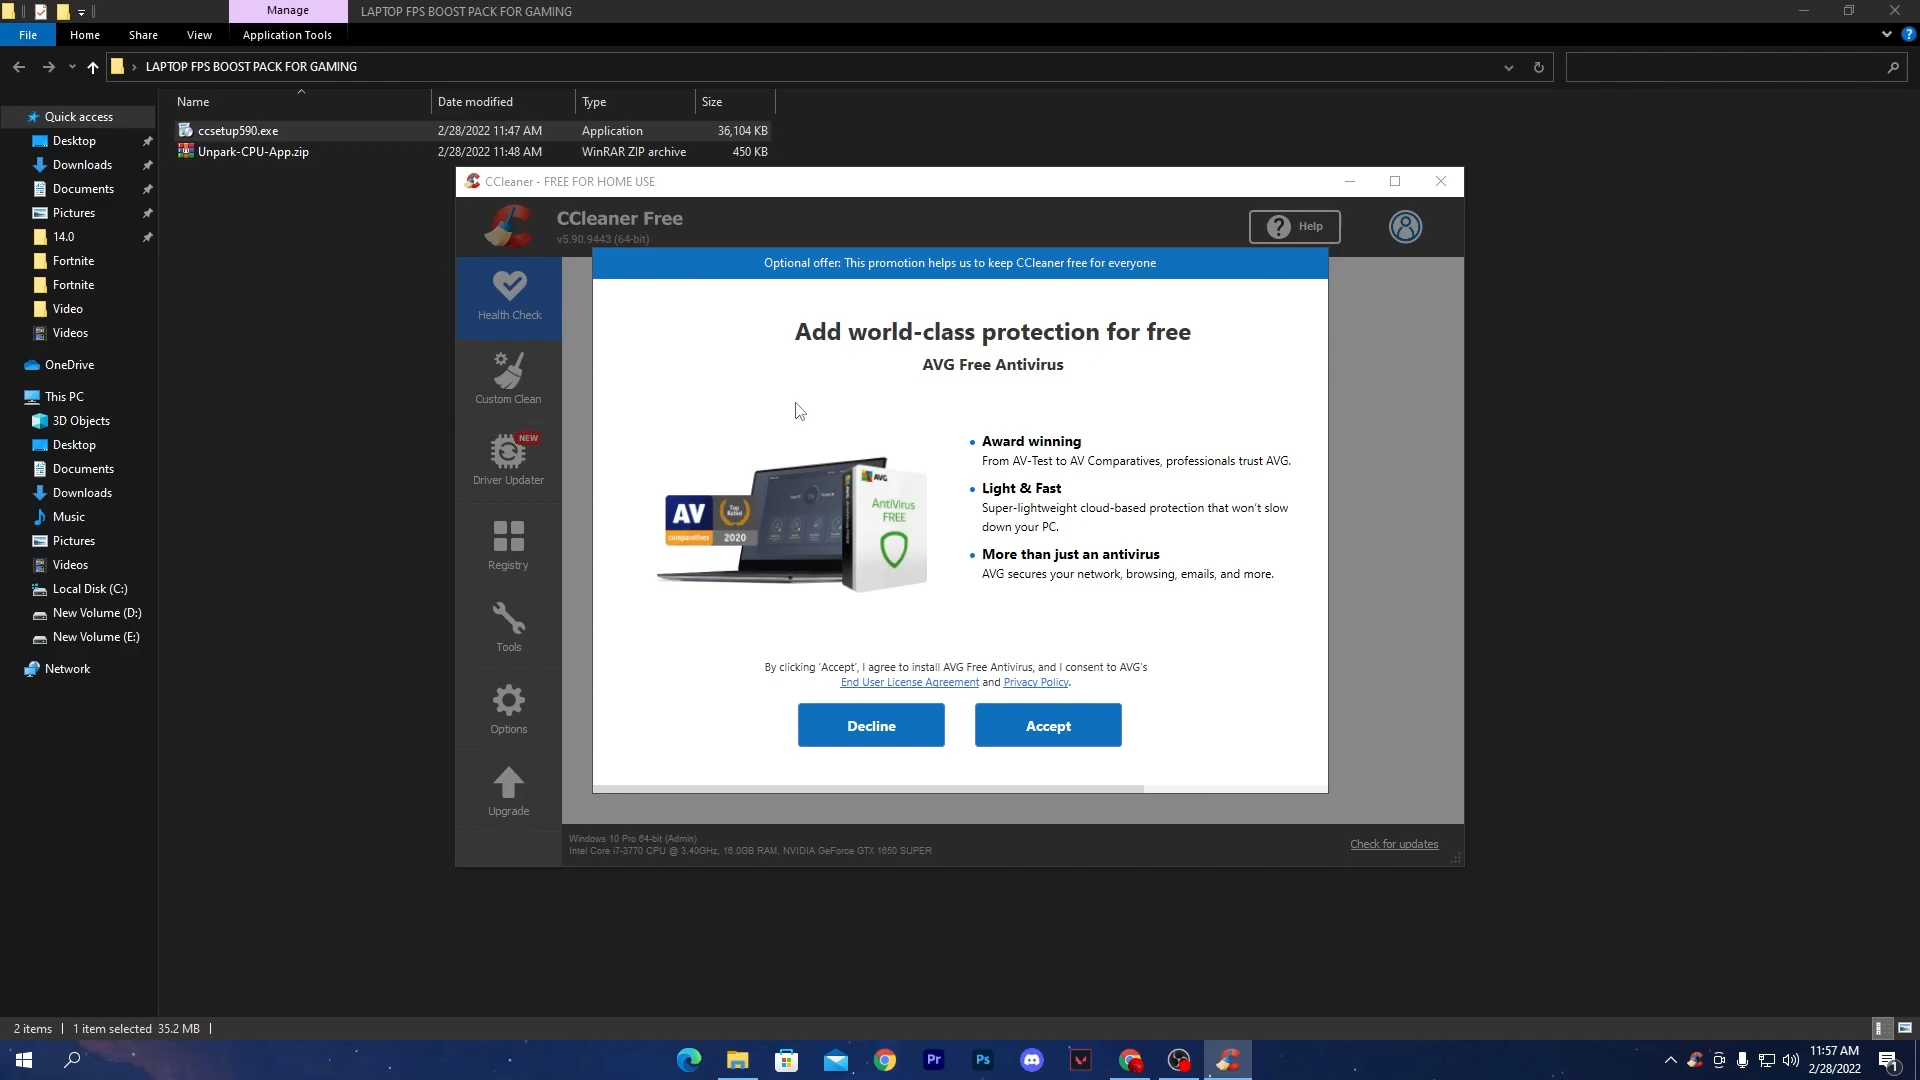 Manage
LAPTOP FPS BOOST PACK FOR GAMING
File
Home
Share
View
Application Tools
LAPTOP FPS BOOST PACK FOR GAMING
Name
Date modified
Type
Size
ccsetup590.exe
2/28/2022 11:47 AM
Application
36,104 KB
Unpark-CPU-App.zip
2/28/2022 11:48 AM
WinRAR ZIP archive
450 KB
Quick access
Desktop
Downloads
Documents
Pictures
14.0
Fortnite
Fortnite
Video
Videos
OneDrive
This PC
3D Objects
Desktop
Documents
Downloads
Music
Pictures
Videos
Local Disk (C:)
New Volume (D:)
New Volume (E:)
Network
CCleaner - FREE FOR HOME USE
CCleaner Free
v5.90.9443 (64-bit)
Help
Health Check
Custom Clean
NEW
Driver Updater
Registry
Tools
Options
Upgrade
Optional offer: This promotion helps us to keep CCleaner free for everyone
Add world-class protection for free
AVG Free Antivirus
Award winning
From AV-Test to AV Comparatives, professionals trust AVG.
Light & Fast
Super-lightweight cloud-based protection that won't slow
down your PC.
More than just an antivirus
AVG secures your network, browsing, emails, and more.
AV
comparatives
Top
Rated
2020
AVG
AntiVirus
FREE
By clicking 'Accept', I agree to install AVG Free Antivirus, and I consent to AVG's
End User License Agreement and Privacy Policy.
Decline
Accept
Windows 10 Pro 64-bit (Admin)
Intel Core i7-3770 CPU @ 3.40GHz, 16.0GB RAM, NVIDIA GeForce GTX 1650 SUPER
Check for updates
2 items
1 item selected 35.2 MB
Pr
Ps
11:57 AM
2/28/2022
1